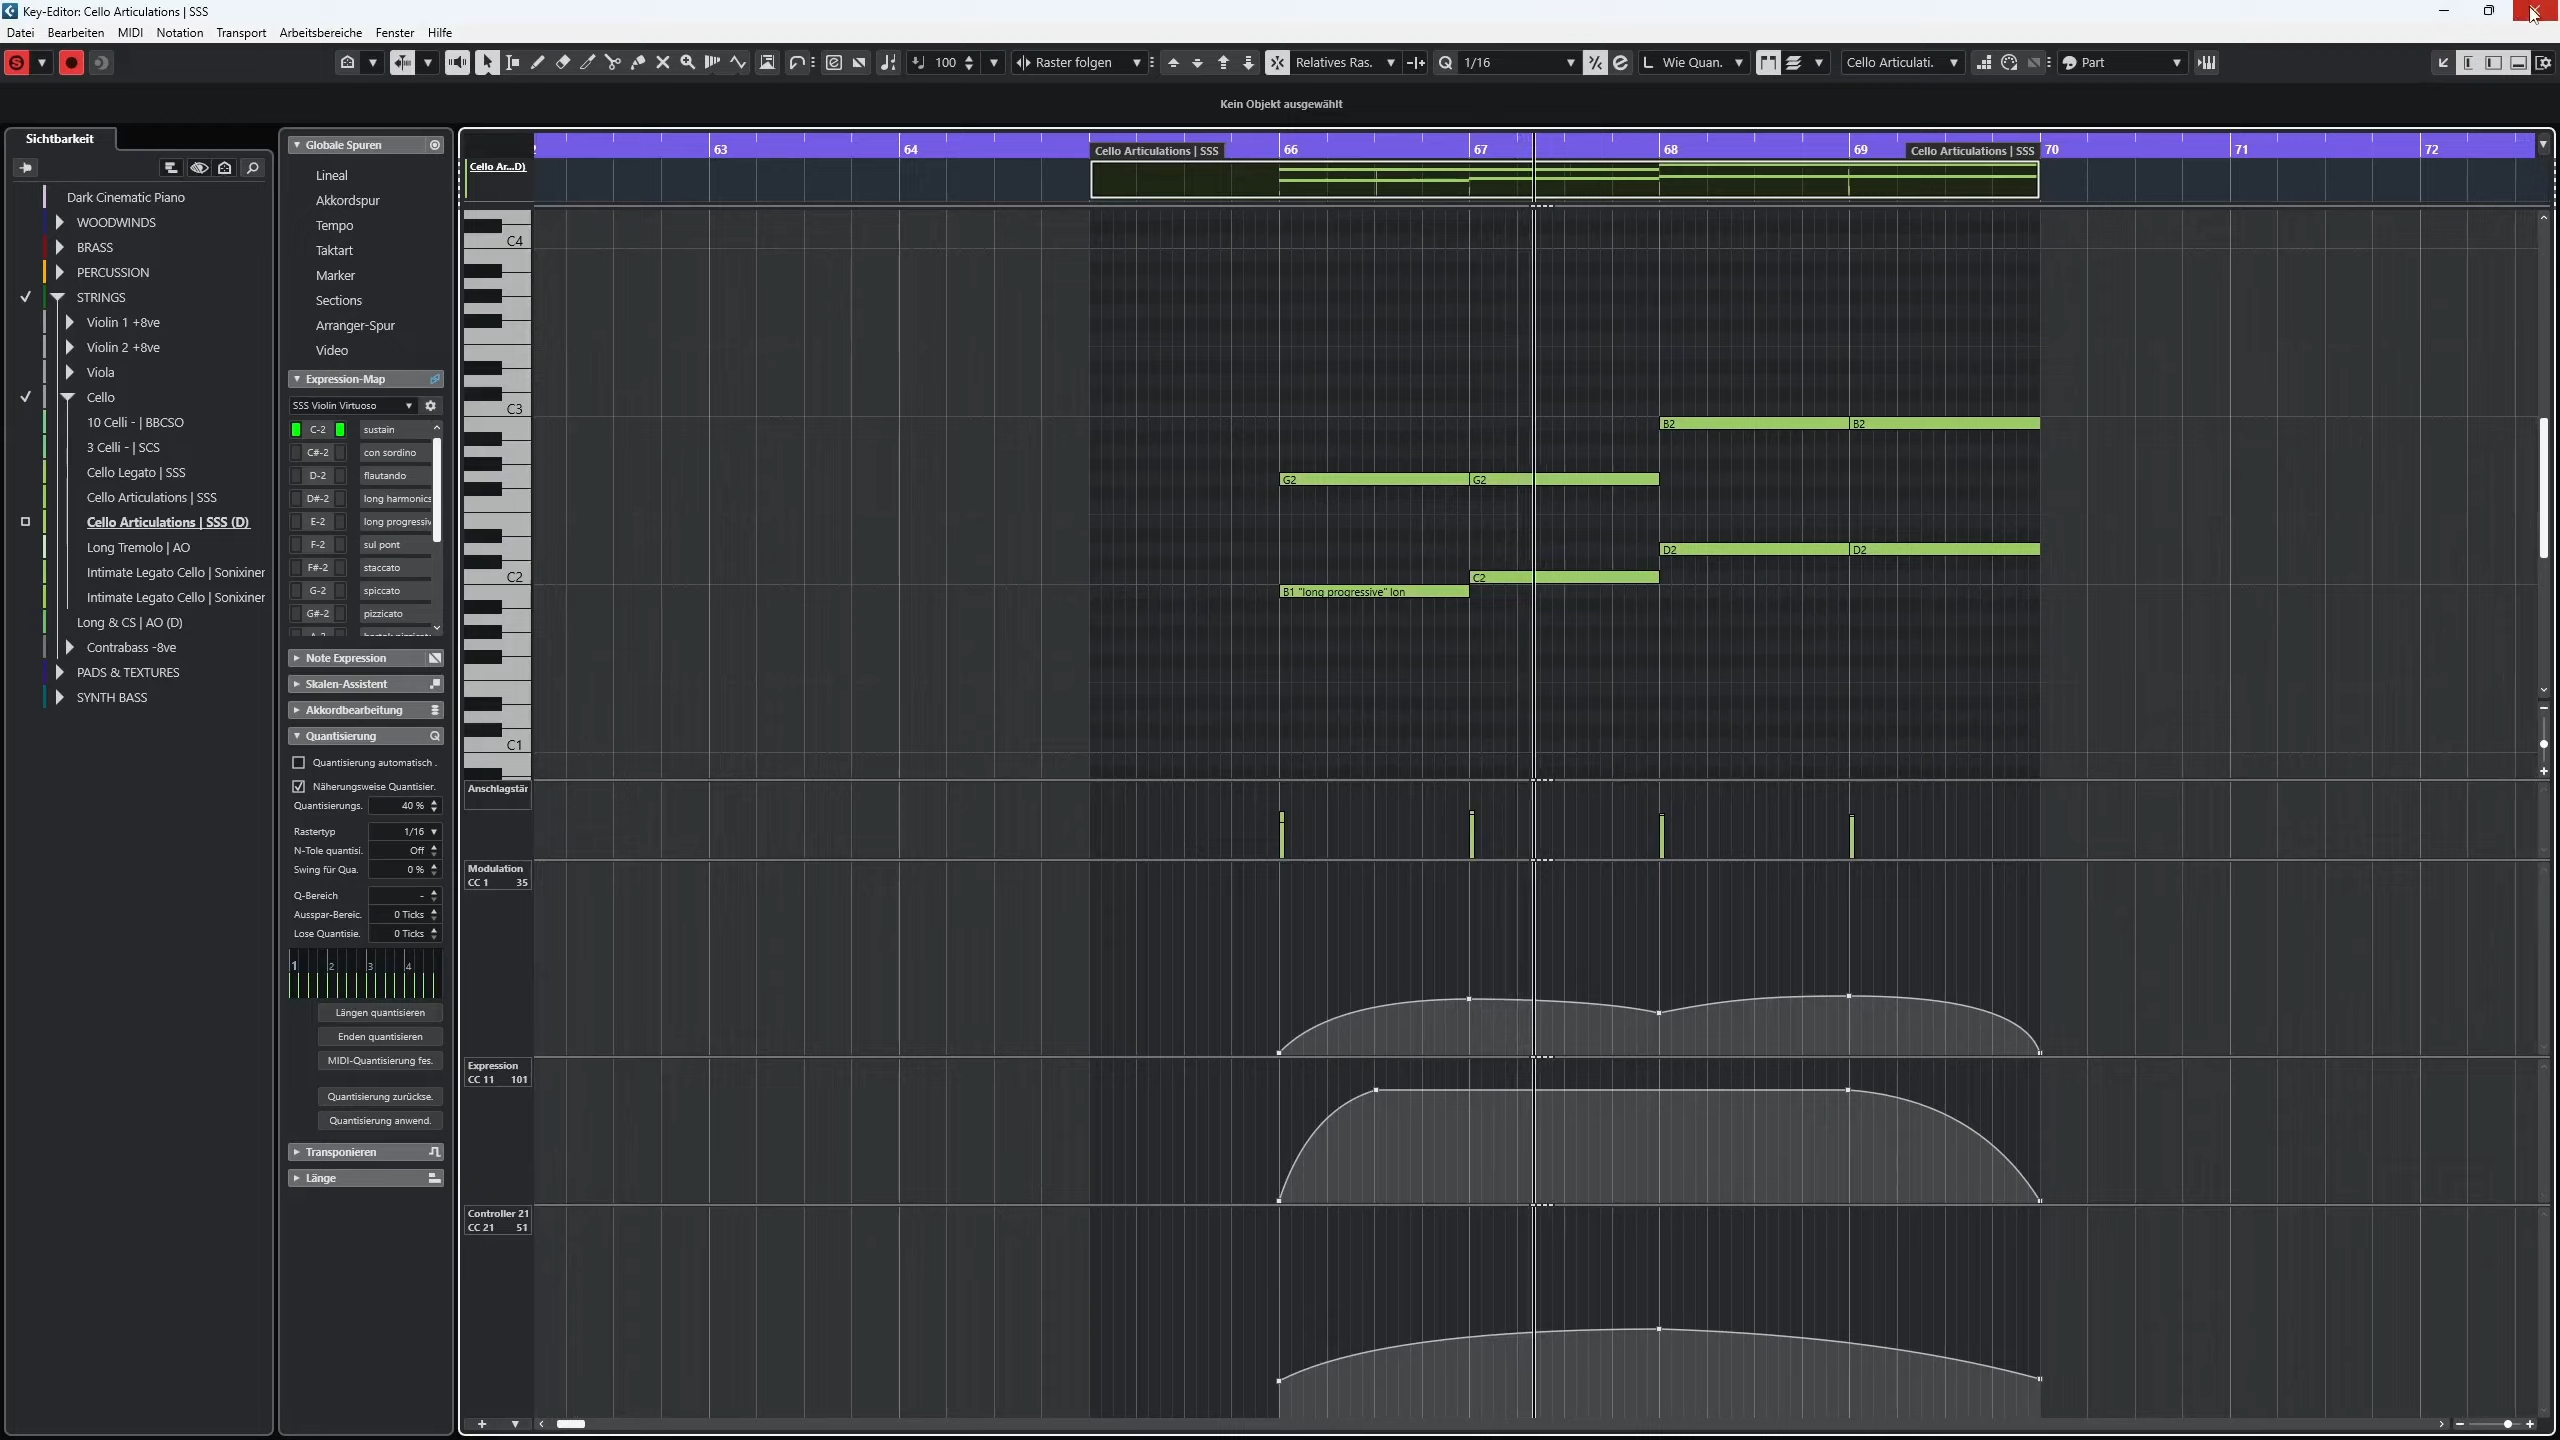 Key-Editor: Cello Articulations | SSS
Datei Bearbeiten MIDI Notation Transport Arbeitsbereiche Fenster Hilfe
S 100 Raster folgen Relatives Ras. Q 1/16 L Wie Quan. Cello Articulati. Part
Kein Objekt ausgewählt
Sichtbarkeit
Dark Cinematic Piano
WOODWINDS
BRASS
PERCUSSION
STRINGS
Violin 1 +8ve
Violin 2 +8ve
Viola
Cello
10 Celli - | BBCSO
3 Celli - | SCS
Cello Legato | SSS
Cello Articulations | SSS
Cello Articulations | SSS (D)
Long Tremolo | AO
Intimate Legato Cello | Sonixiner
Intimate Legato Cello | Sonixiner
Long & CS | AO (D)
Contrabass -8ve
PADS & TEXTURES
SYNTH BASS
Globale Spuren
Lineal
Akkordspur
Tempo
Taktart
Marker
Sections
Arranger-Spur
Video
Expression-Map
SSS Violin Virtuoso
C-2 sustain
C#-2 con sordino
D-2 flautando
D#-2 long harmonics
E-2 long progressiv
F-2 sul pont
F#-2 staccato
G-2 spiccato
G#-2 pizzicato
Note Expression
Skalen-Assistent
Akkordbearbeitung
Quantisierung Q
Quantisierung automatisch .
Näherungsweise Quantisier.
Quantisierungs. 40 %
Rastertyp 1/16
N-Tole quantisi. Off
Swing für Qua. 0 %
Q-Bereich -
Ausspar-Bereic. 0 Ticks
Lose Quantisie. 0 Ticks
1 2 3 4
Längen quantisieren
Enden quantisieren
MIDI-Quantisierung fes.
Quantisierung zurückse.
Quantisierung anwend.
Transponieren
Länge
63 64 Cello Articulations | SSS 66 67 68 69 Cello Articulations | SSS 70 71 72
Cello Ar...D)
C4
C3
B2 B2
G2 G2
D2 D2
C2 C2
B1 "long progressive" lon
C1
Anschlagstär
Modulation
CC 1 35
Expression
CC 11 101
Controller 21
CC 21 51